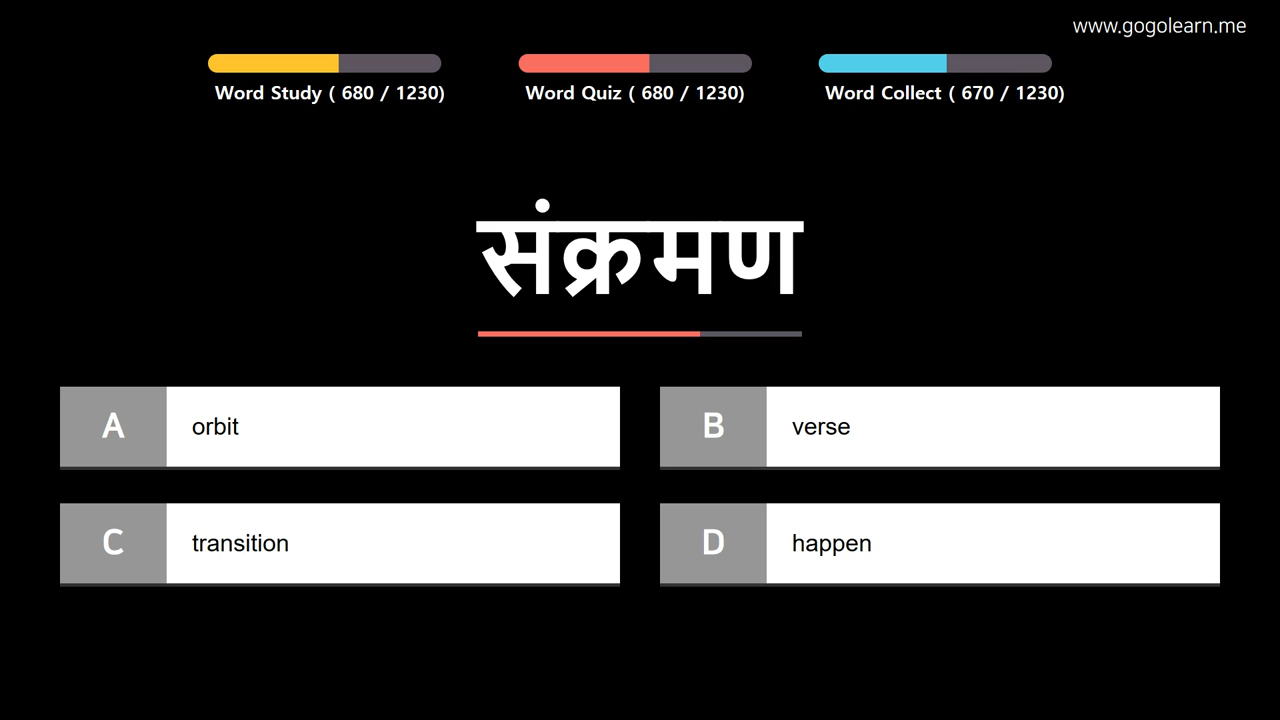 www.gogolearn.me
Word Study ( 680 / 1230)
Word Quiz ( 680 / 1230)
Word Collect ( 670 / 1230)
संक्रमण
A orbit
B verse
C transition
D happen